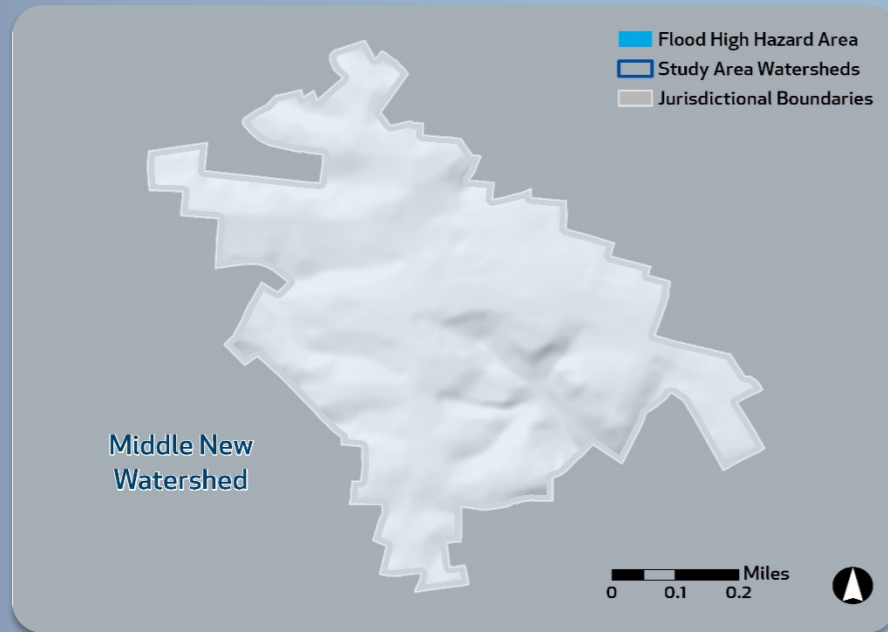 Flood High Hazard Area
Study Area Watersheds
Jurisdictional Boundaries
Middle New
Watershed
Miles
0 0.1 0.2